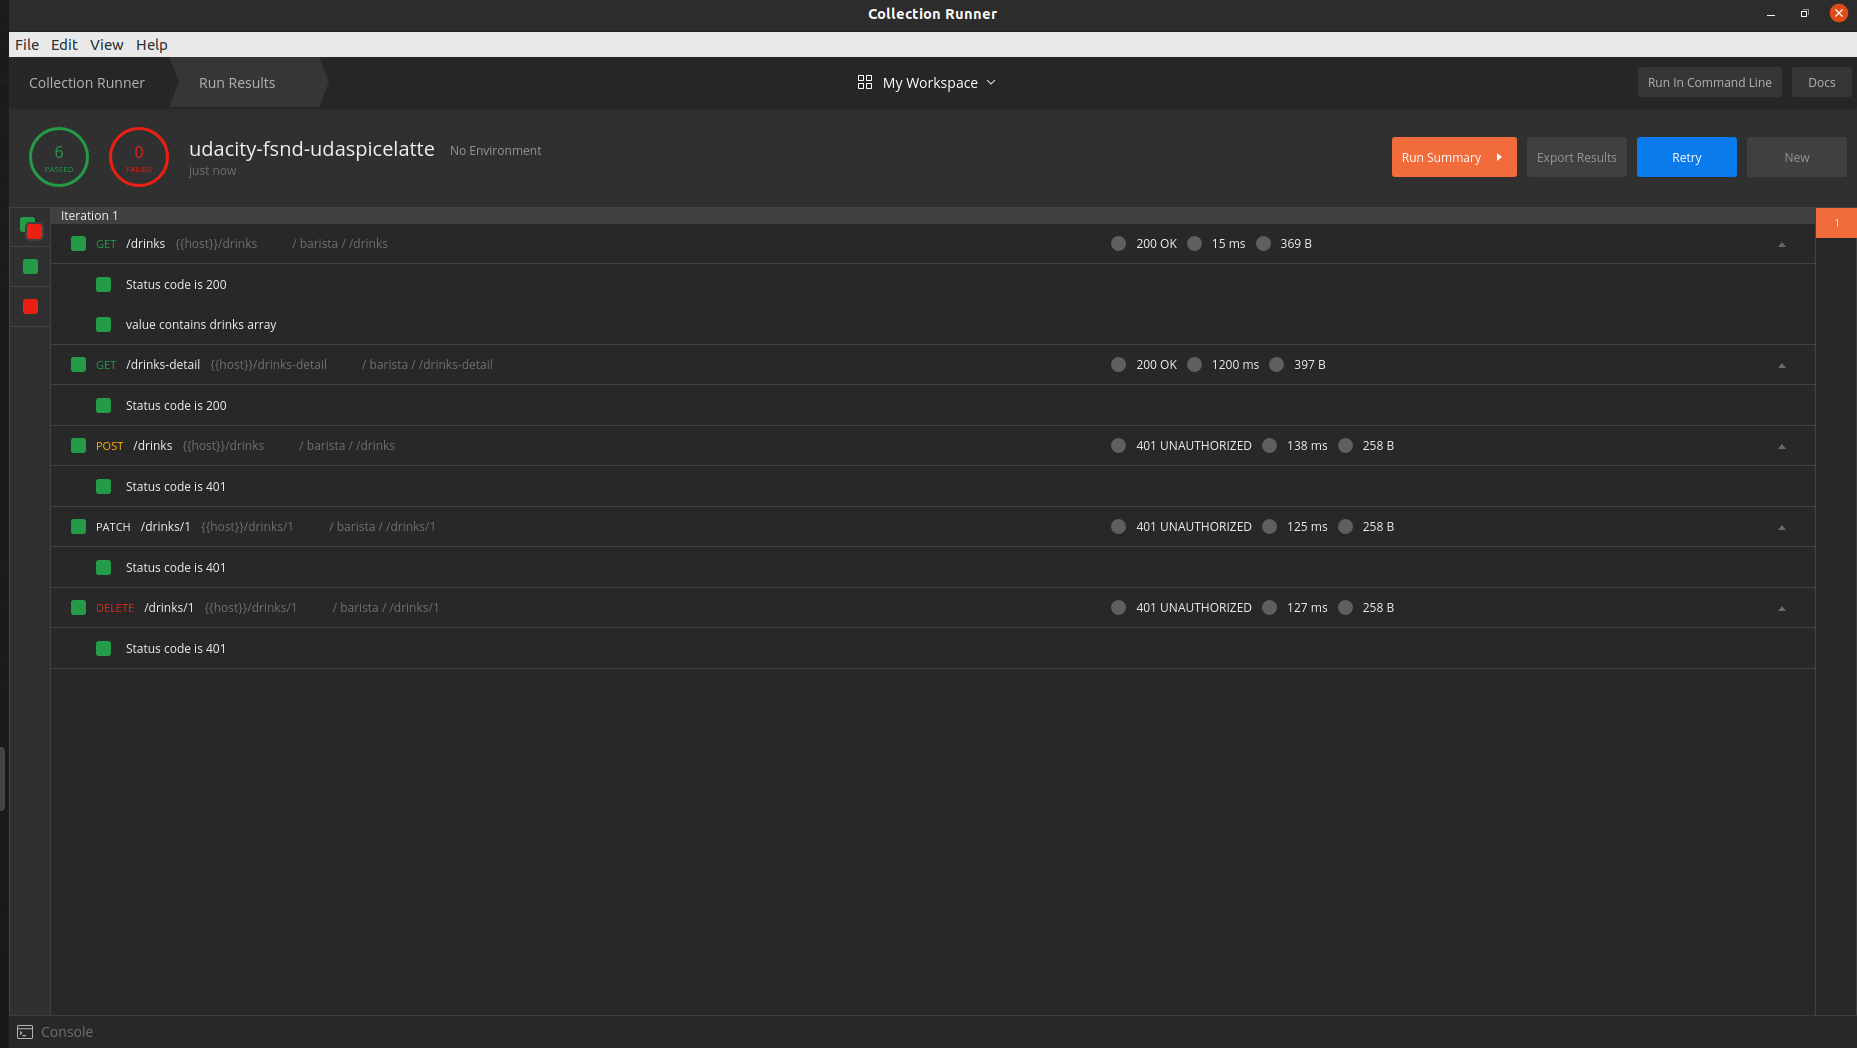 Collection Runner
File Edit View Help
Collection Runner Run Results My Workspace Run In Command Line Docs
6 PASSED 0 FAILED udacity-fsnd-udaspicelatte No Environment just now Run Summary Export Results Retry New
Iteration 1 1
GET /drinks {{host}}/drinks / barista / /drinks 200 OK 15 ms 369 B
Status code is 200
value contains drinks array
GET /drinks-detail {{host}}/drinks-detail / barista / /drinks-detail 200 OK 1200 ms 397 B
Status code is 200
POST /drinks {{host}}/drinks / barista / /drinks 401 UNAUTHORIZED 138 ms 258 B
Status code is 401
PATCH /drinks/1 {{host}}/drinks/1 / barista / /drinks/1 401 UNAUTHORIZED 125 ms 258 B
Status code is 401
DELETE /drinks/1 {{host}}/drinks/1 / barista / /drinks/1 401 UNAUTHORIZED 127 ms 258 B
Status code is 401
Console